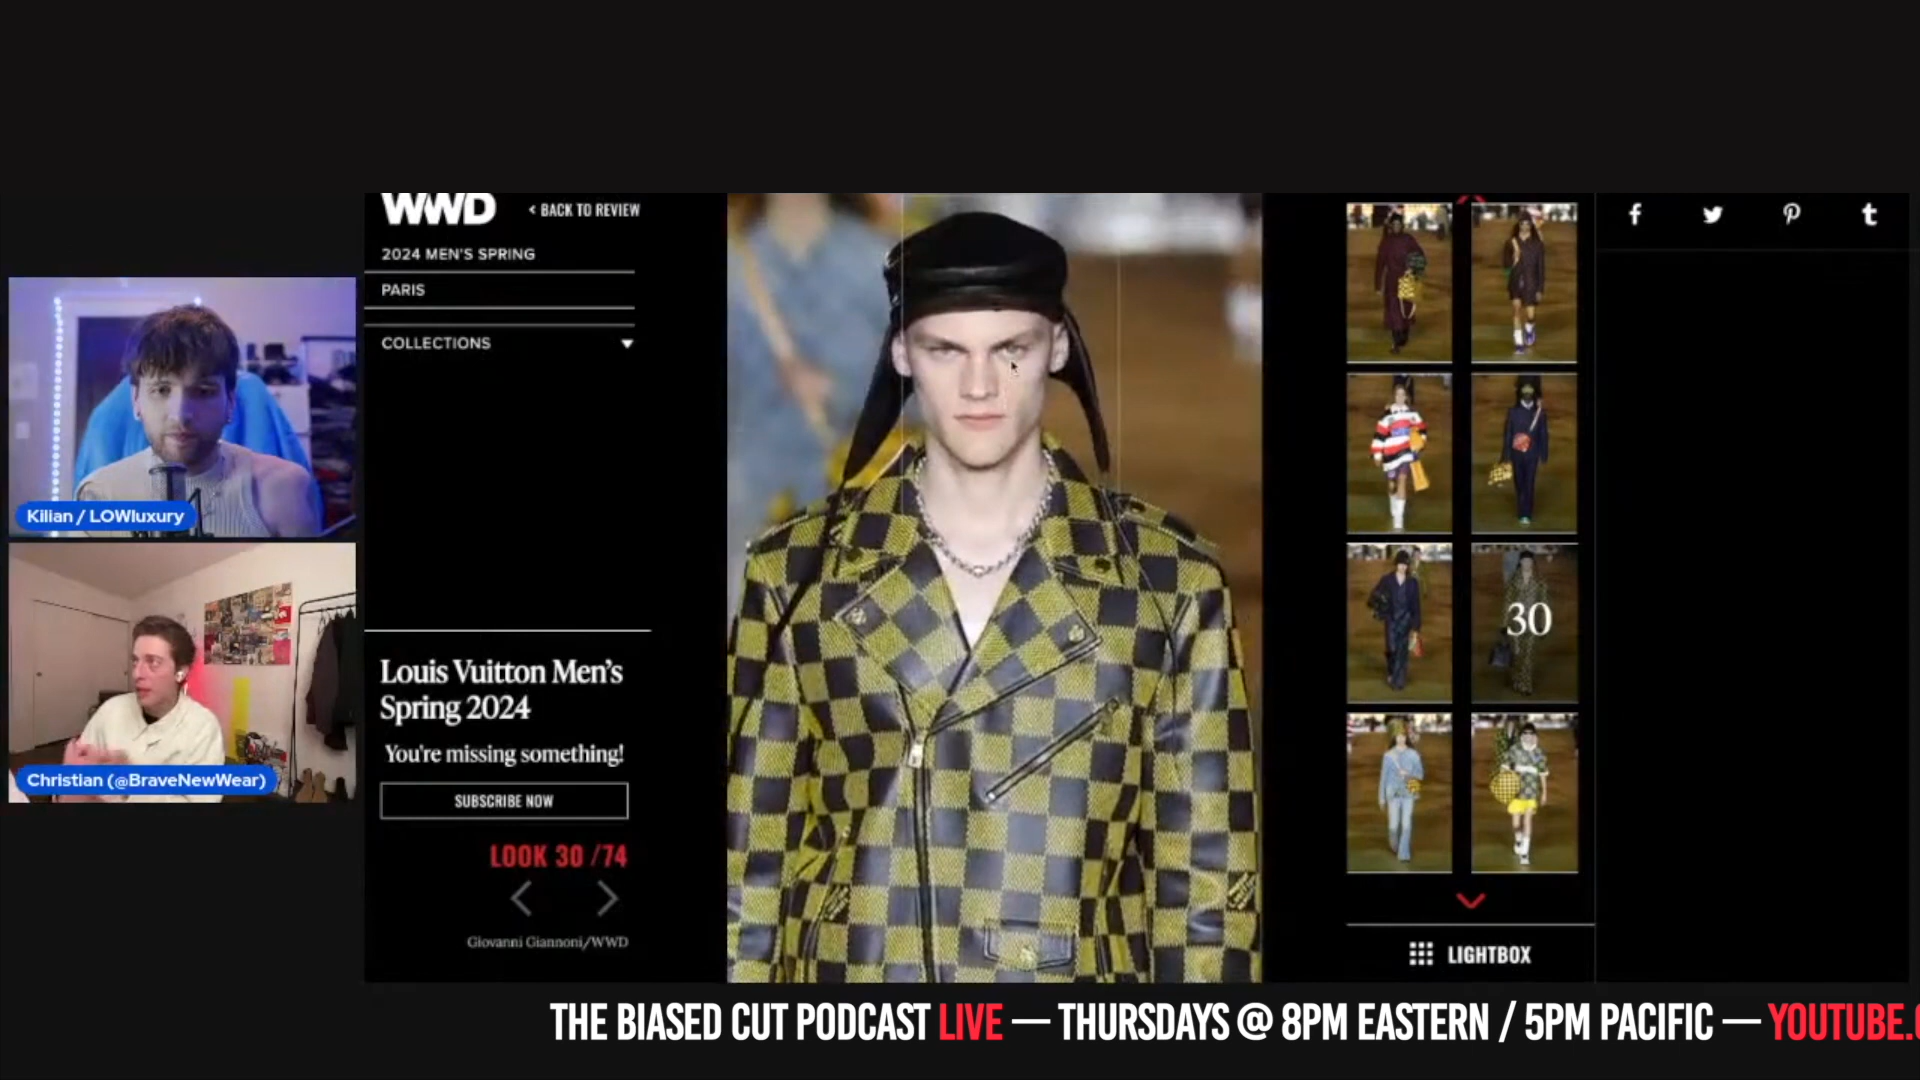 WWD
< BACK TO REVIEW
2024 MEN'S SPRING
PARIS
COLLECTIONS
Kilian / LOWluxury
Christian (@BraveNewWear)
Louis Vuitton Men's
Spring 2024
You're missing something!
SUBSCRIBE NOW
LOOK 30 /74
Giovanni Giannoni/WWD
30
LIGHTBOX
THE BIASED CUT PODCAST LIVE — THURSDAYS @ 8PM EASTERN / 5PM PACIFIC — YOUTUBE.